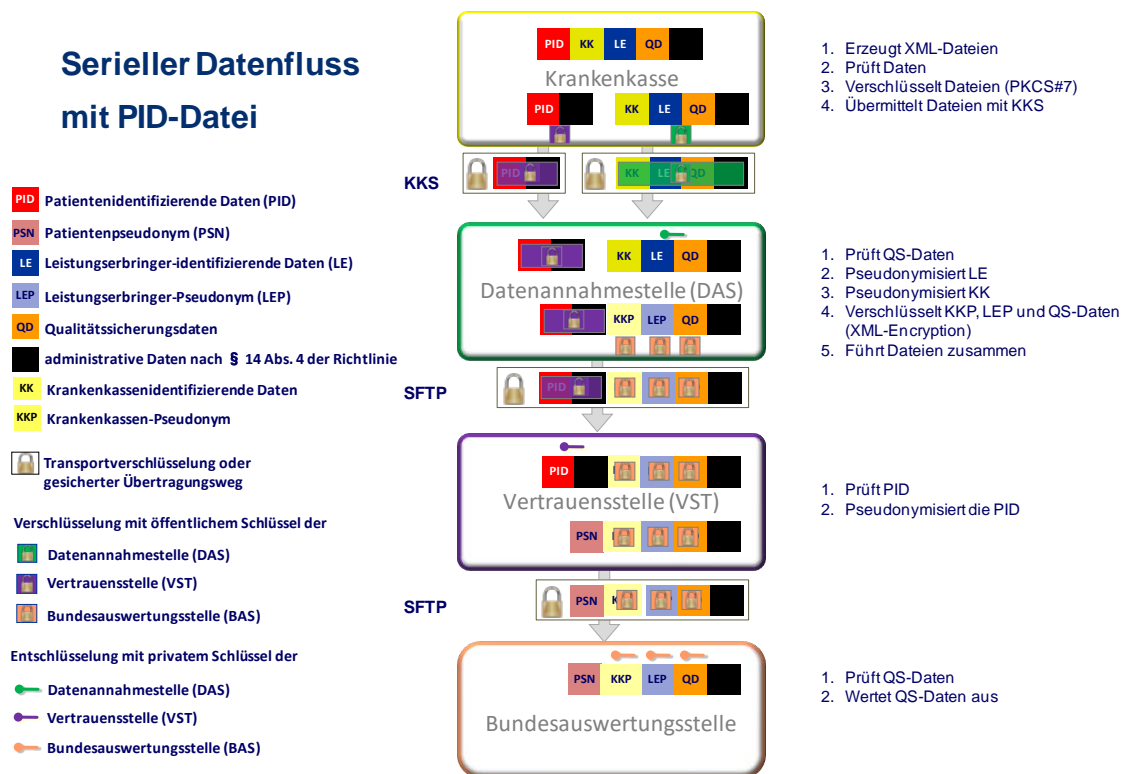 Serieller Datenfluss
mit PID-Datei
PID KK LE QD
Krankenkasse
PID KK LE QD
1. Erzeugt XML-Dateien
2. Prüft Daten
3. Verschlüsselt Dateien (PKCS#7)
4. Übermittelt Dateien mit KKS
KKS
PID KK LE QD
PID Patientenidentifizierende Daten (PID)
PSN Patientenpseudonym (PSN)
LE Leistungserbringer-identifizierende Daten (LE)
LEP Leistungserbringer-Pseudonym (LEP)
QD Qualitätssicherungsdaten
administrative Daten nach § 14 Abs. 4 der Richtlinie
KK Krankenkassenidentifizierende Daten
KKP Krankenkassen-Pseudonym
Transportverschlüsselung oder
gesicherter Übertragungsweg
Verschlüsselung mit öffentlichem Schlüssel der
Datenannahmestelle (DAS)
Vertrauensstelle (VST)
Bundesauswertungsstelle (BAS)
Entschlüsselung mit privatem Schlüssel der
Datenannahmestelle (DAS)
Vertrauensstelle (VST)
Bundesauswertungsstelle (BAS)
KK LE QD
Datenannahmestelle (DAS)
KKP LEP QD
1. Prüft QS-Daten
2. Pseudonymisiert LE
3. Pseudonymisiert KK
4. Verschlüsselt KKP, LEP und QS-Daten
(XML-Encryption)
5. Führt Dateien zusammen
SFTP
PID
PID
Vertrauensstelle (VST)
PSN
1. Prüft PID
2. Pseudonymisiert die PID
SFTP
PSN
PSN KKP LEP QD
Bundesauswertungsstelle
1. Prüft QS-Daten
2. Wertet QS-Daten aus